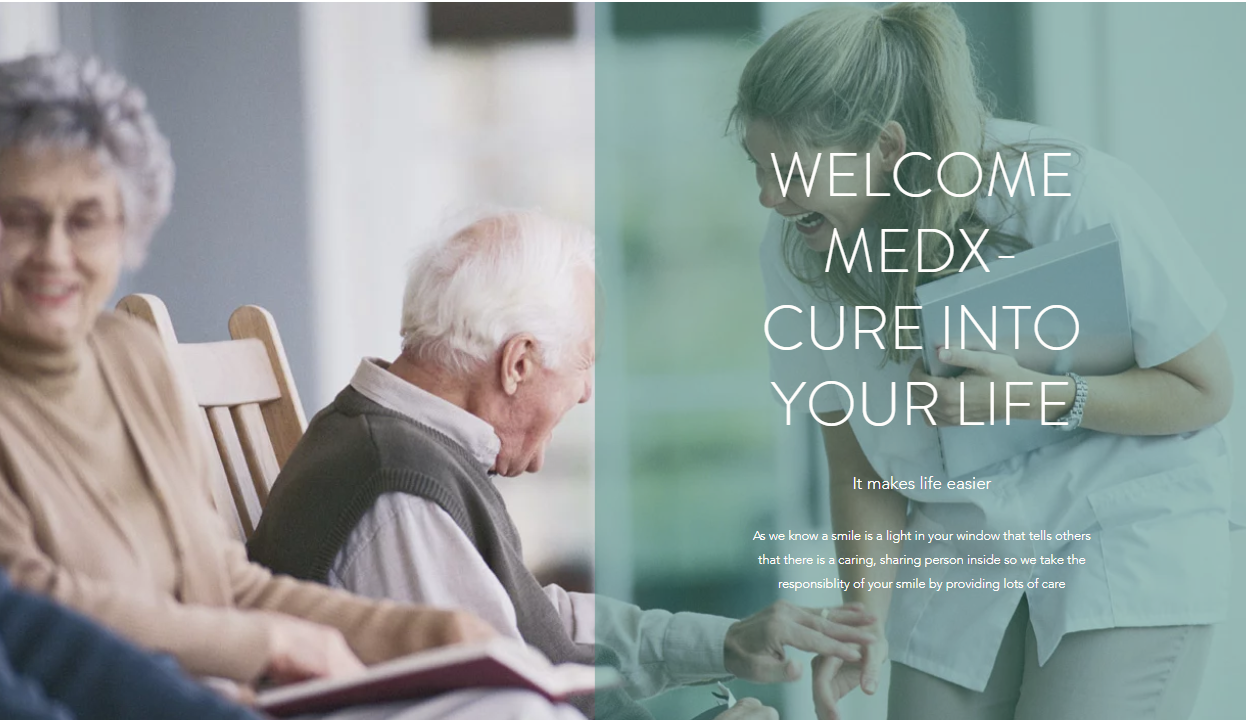 WELCOME
MEDX-
CURE INTO
YOUR LIFE
It makes life easier
As we know a smile is a light in your window that tells others
that there is a caring, sharing person inside so we take the
responsiblity of your smile by providing lots of care